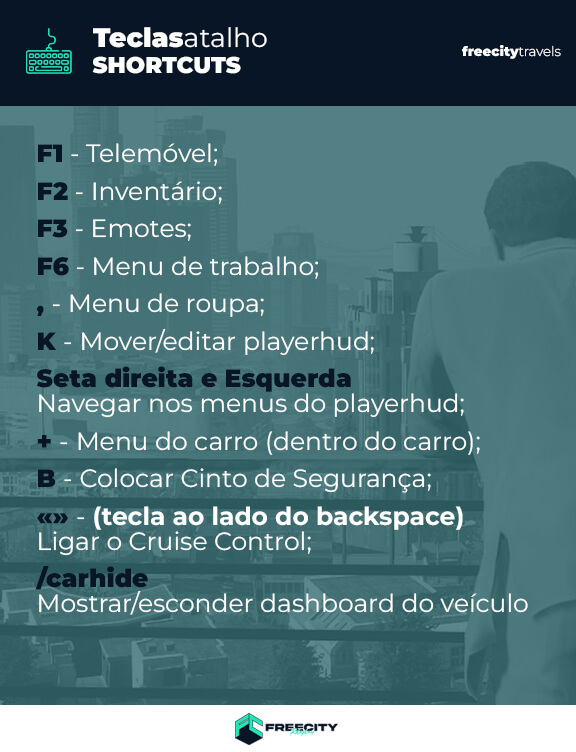 Teclasatalho
SHORTCUTS
freecitytravels
F1 - Telemóvel;
F2 - Inventário;
F3 - Emotes;
F6 - Menu de trabalho;
, - Menu de roupa;
K - Mover/editar playerhud;
Seta direita e Esquerda
Navegar nos menus do playerhud;
+ - Menu do carro (dentro do carro);
B - Colocar Cinto de Segurança;
«» - (tecla ao lado do backspace)
Ligar o Cruise Control;
/carhide
Mostrar/esconder dashboard do veículo
FREECITY